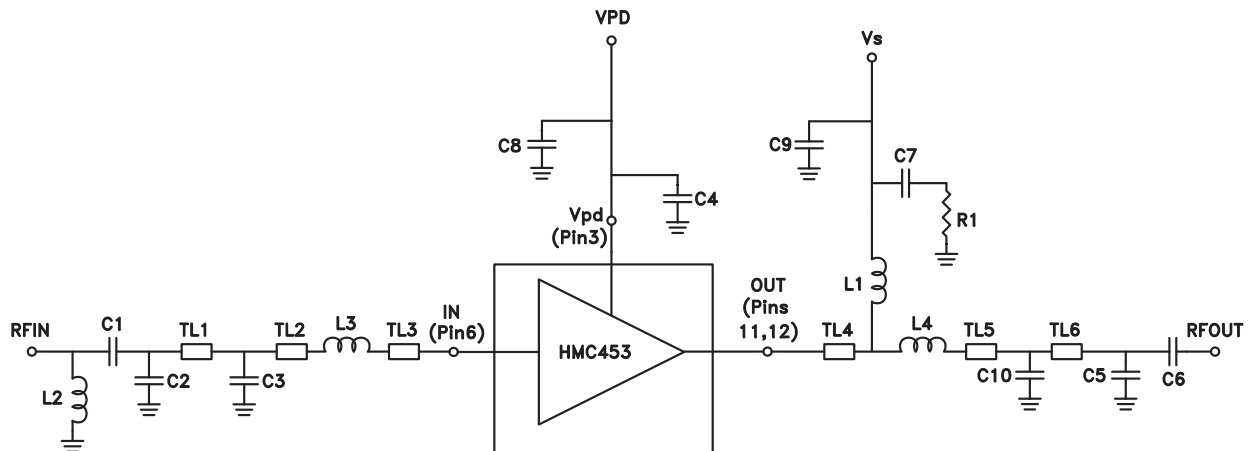 VPD
Vs
C8
C9
C7
C4
R1
Vpd
(Pin3)
L1
OUT
(Pins
11,12)
IN
(Pin6)
RFIN
C1
TL1
TL2
L3
TL3
HMC453
TL4
L4
TL5
TL6
RFOUT
L2
C2
C3
C10
C5
C6